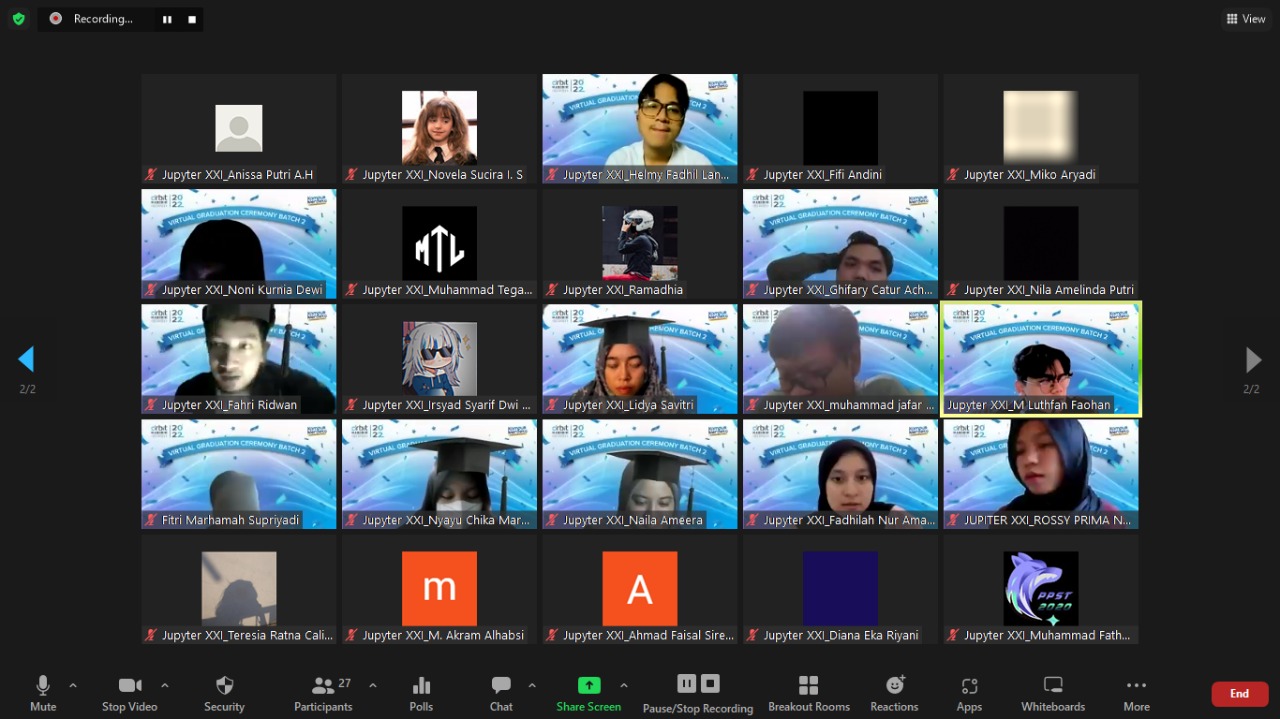 Recording...
View
Jupyter XXI_Anissa Putri A.H
Jupyter XXI_Novela Sucira I. S
VIRTUAL GRADUATION CEREMONY BATCH 2
Jupyter XXI_Helmy Fadhil Lan...
Jupyter XXI_Fifi Andini
Jupyter XXI_Miko Aryadi
VIRTUAL GRADUATION CEREMONY BATCH 2
Jupyter XXI_Noni Kurnia Dewi
MTL
Jupyter XXI_Muhammad Tega...
Jupyter XXI_Ramadhia
VIRTUAL GRADUATION CEREMONY BATCH 2
Jupyter XXI_Ghifary Catur Ach...
Jupyter XXI_Nila Amelinda Putri
2/2
2/2
Jupyter XXI_Fahri Ridwan
Jupyter XXI_Irsyad Syarif Dwi ...
Jupyter XXI_Lidya Savitri
Jupyter XXI_muhammad jafar ...
VIRTUAL GRADUATION CEREMONY BATCH 2
Jupyter XXI_M Luthfan Faohan
VIRTUAL GRADUATION CEREMONY BATCH 2
Fitri Marhamah Supriyadi
Jupyter XXI_Nyayu Chika Mar...
Jupyter XXI_Naila Ameera
VIRTUAL GRADUATION CEREMONY BATCH 2
Jupyter XXI_Fadhilah Nur Ama...
JUPITER XXI_ROSSY PRIMA N...
Jupyter XXI_Teresia Ratna Cali...
m
Jupyter XXI_M. Akram Alhabsi
A
Jupyter XXI_Ahmad Faisal Sire...
Jupyter XXI_Diana Eka Riyani
PPST
2020
Jupyter XXI_Muhammad Fath...
Mute
Stop Video
Security
Participants
27
Polls
Chat
Share Screen
Pause/Stop Recording
Breakout Rooms
Reactions
Apps
Whiteboards
More
End